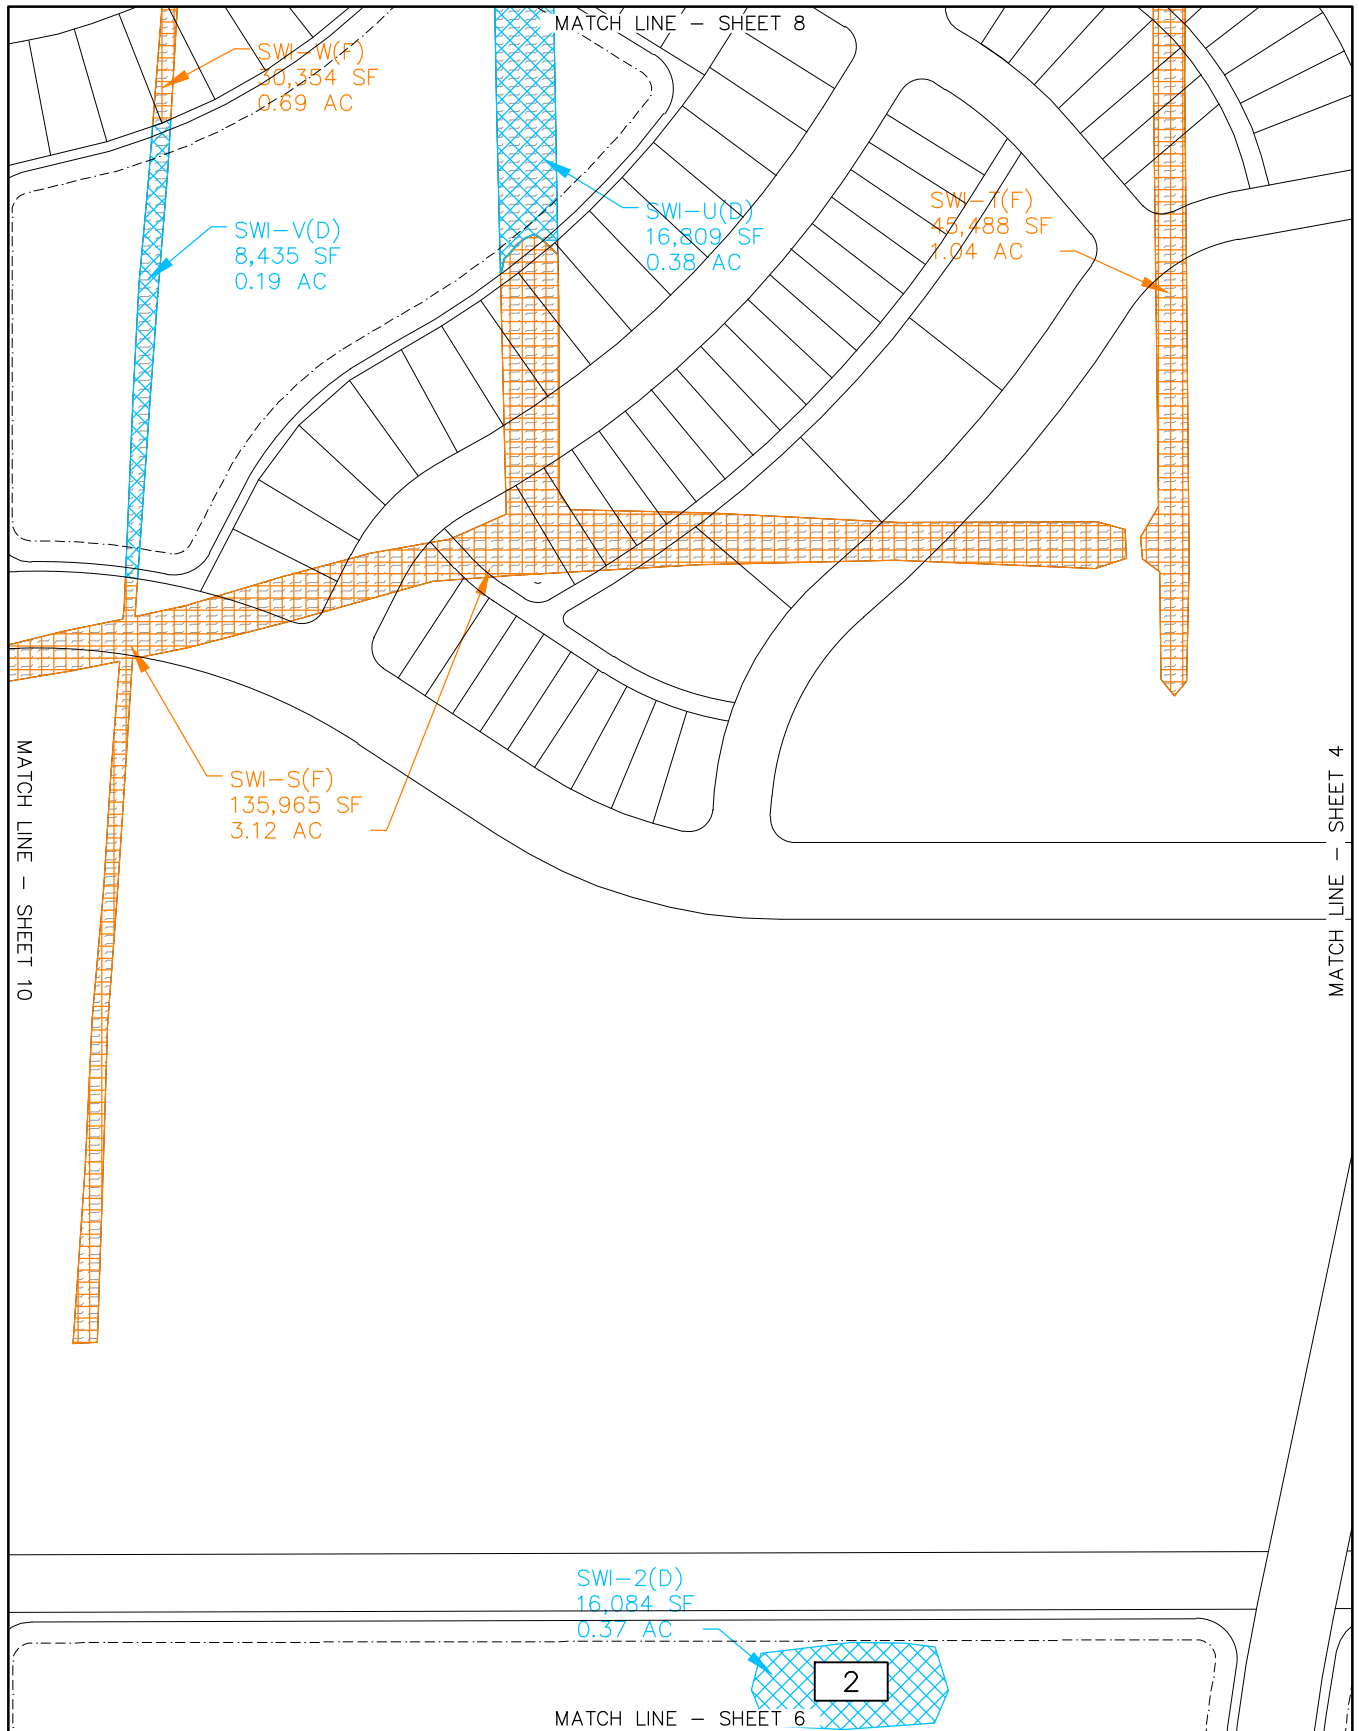 MATCH LINE - SHEET 8
SWI-W(F)
30,354 SF
0.69 AC
SWI-V(D)
8,435 SF
0.19 AC
SWI-U(D)
16,809 SF
0.38 AC
SWI-T(F)
45,488 SF
1.04 AC
SWI-S(F)
135,965 SF
3.12 AC
MATCH LINE - SHEET 10
MATCH LINE - SHEET 4
SWI-2(D)
16,084 SF
0.37 AC
2
MATCH LINE - SHEET 6